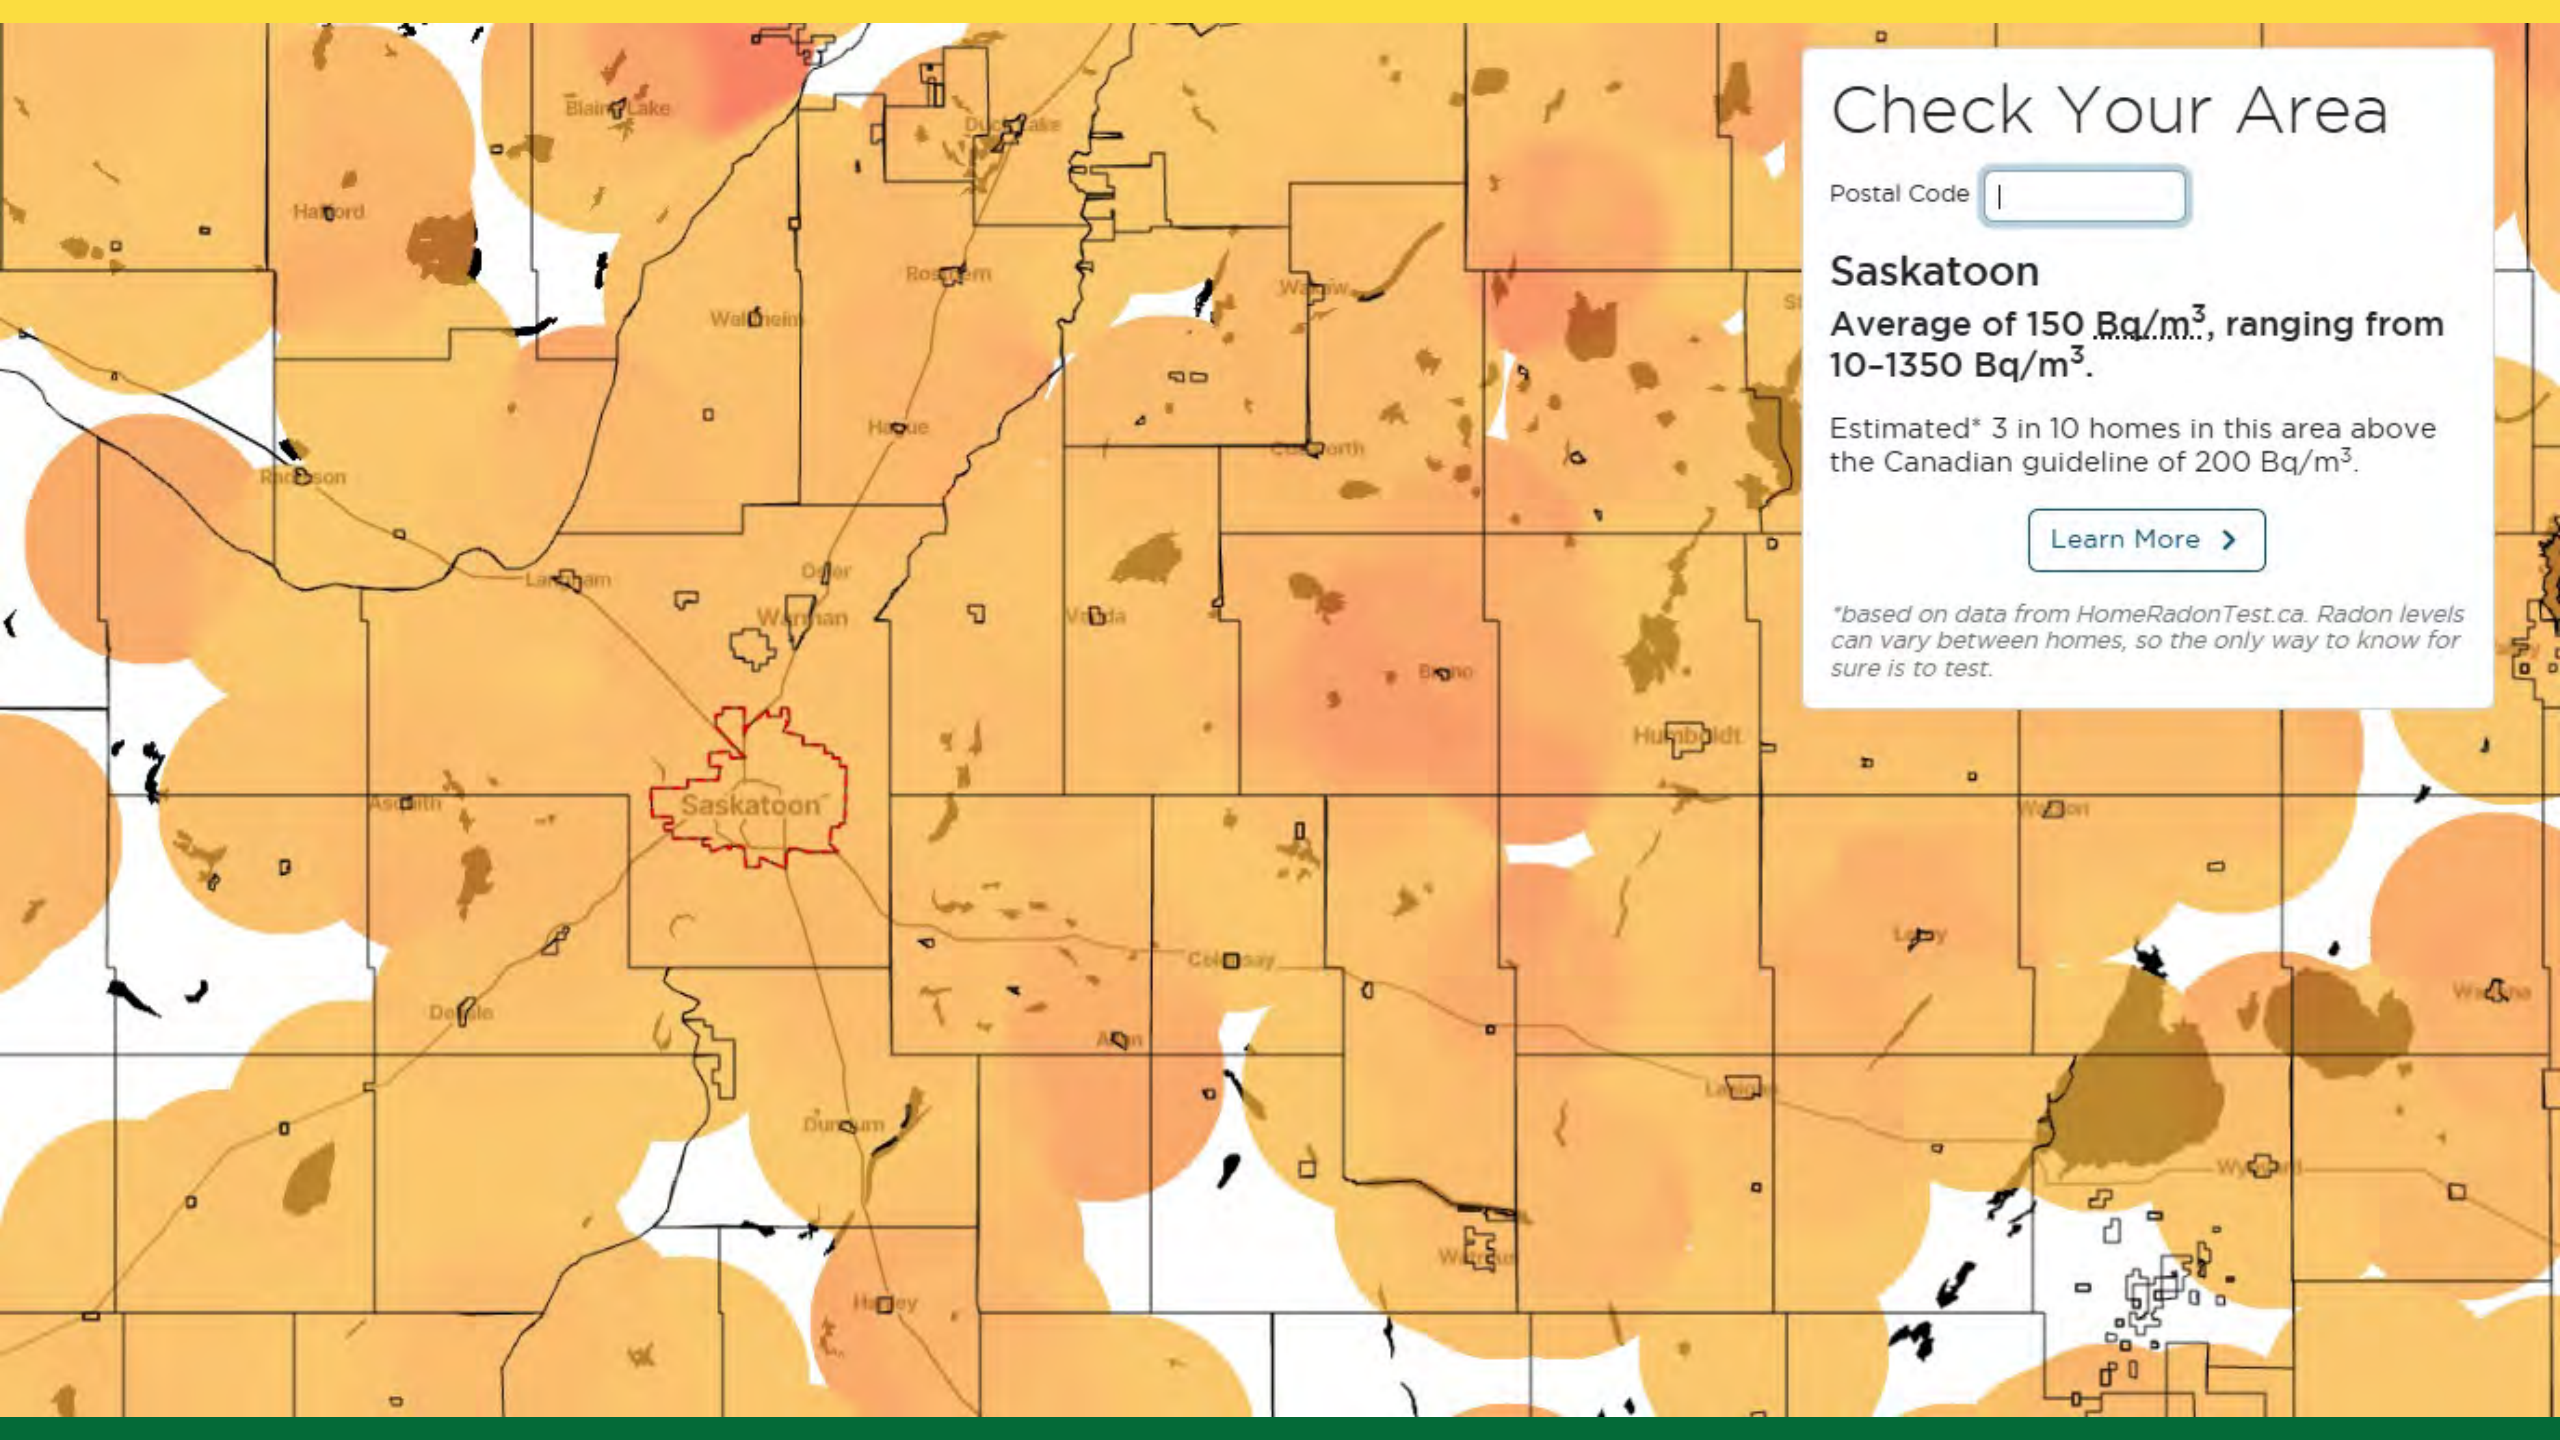 Check Your Area
Postal Code
Saskatoon
Average of 150 Bq/m³, ranging from
10–1350 Bq/m³.
Estimated* 3 in 10 homes in this area above
the Canadian guideline of 200 Bq/m³.
Learn More
*based on data from HomeRadonTest.ca. Radon levels
can vary between homes, so the only way to know for
sure is to test.
Blaine Lake
Duck Lake
Hafford
Rosthern
Wakaw
Waldheim
Hague
Cudworth
Radisson
Langham
Osler
Warman
Vonda
Bruno
Humboldt
Asquith
Saskatoon
Watson
Leroy
Colonsay
Delisle
Allan
Wadena
Lanigan
Dundurn
Wynyard
Watrous
Hanley